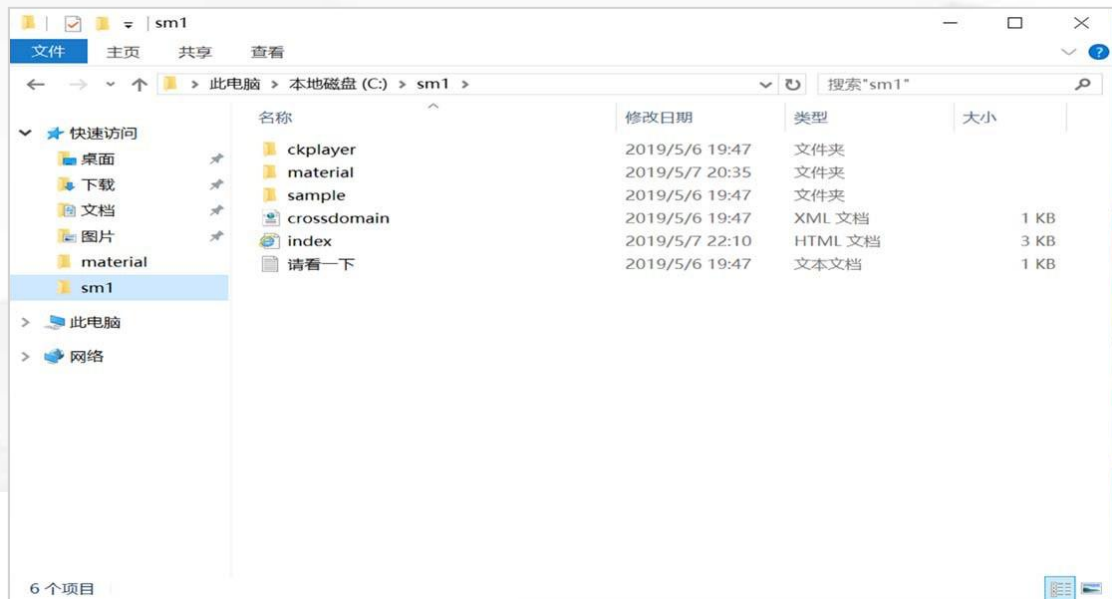 sm1
文件 主页 共享 查看
此电脑 > 本地磁盘 (C:) > sm1 > 搜索"sm1"
名称 修改日期 类型 大小
快速访问
桌面
下载
文档
图片
material
sm1
此电脑
网络
ckplayer 2019/5/6 19:47 文件夹
material 2019/5/7 20:35 文件夹
sample 2019/5/6 19:47 文件夹
crossdomain 2019/5/6 19:47 XML 文档 1 KB
index 2019/5/7 22:10 HTML 文档 3 KB
请看一下 2019/5/6 19:47 文本文档 1 KB
6 个项目